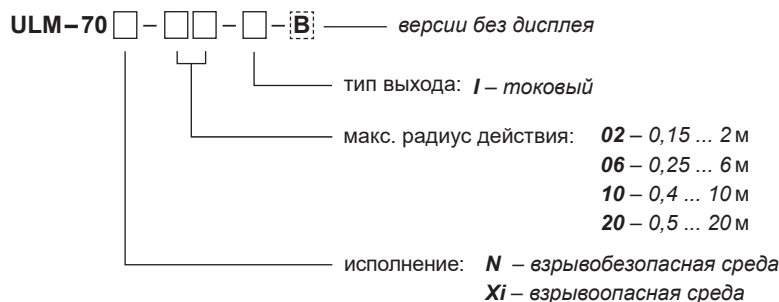 ULM–70 □ – □□ – □ – B версии без дисплея
тип выхода: I – токовый
макс. радиус действия: 02 – 0,15 ... 2 м
06 – 0,25 ... 6 м
10 – 0,4 ... 10 м
20 – 0,5 ... 20 м
исполнение: N – взрывобезопасная среда
Xi – взрывоопасная среда